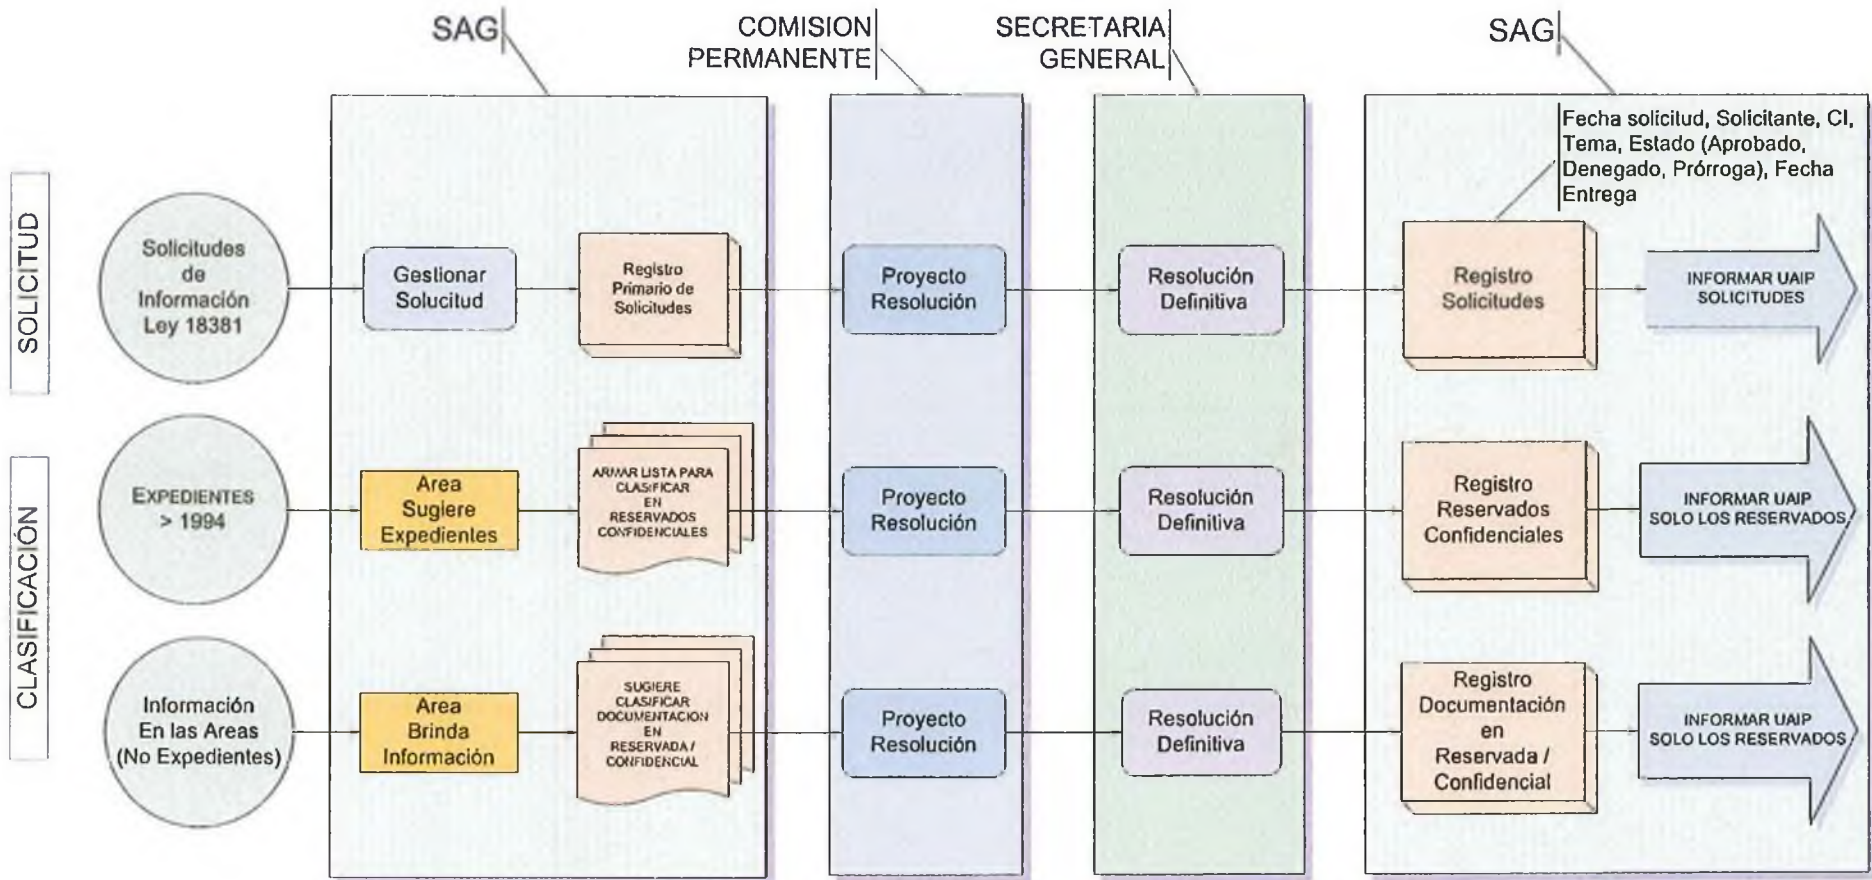 SAG
COMISION
PERMANENTE
SECRETARIA
GENERAL
SAG
Fecha solicitud, Solicitante, CI,
Tema, Estado (Aprobado,
Denegado, Prórroga), Fecha
Entrega
SOLICITUD
Solicitudes
de
Información
Ley 18381
Gestionar
Solucitud
Registro
Primario de
Solicitudes
Proyecto
Resolución
Resolución
Definitiva
Registro
Solicitudes
INFORMAR UAIP
SOLICITUDES
CLASIFICACIÓN
EXPEDIENTES
> 1994
Area
Sugiere
Expedientes
ARMAR LISTA PARA
CLASIFICAR
EN
RESERVADOS
CONFIDENCIALES
Proyecto
Resolución
Resolución
Definitiva
Registro
Reservados
Confidenciales
INFORMAR UAIP
SOLO LOS RESERVADOS
Información
En las Areas
(No Expedientes)
Area
Brinda
Información
SUGIERE
CLASIFICAR
DOCUMENTACION
EN
RESERVADA /
CONFIDENCIAL
Proyecto
Resolución
Resolución
Definitiva
Registro
Documentación
en
Reservada /
Confidencial
INFORMAR UAIP
SOLO LOS RESERVADOS